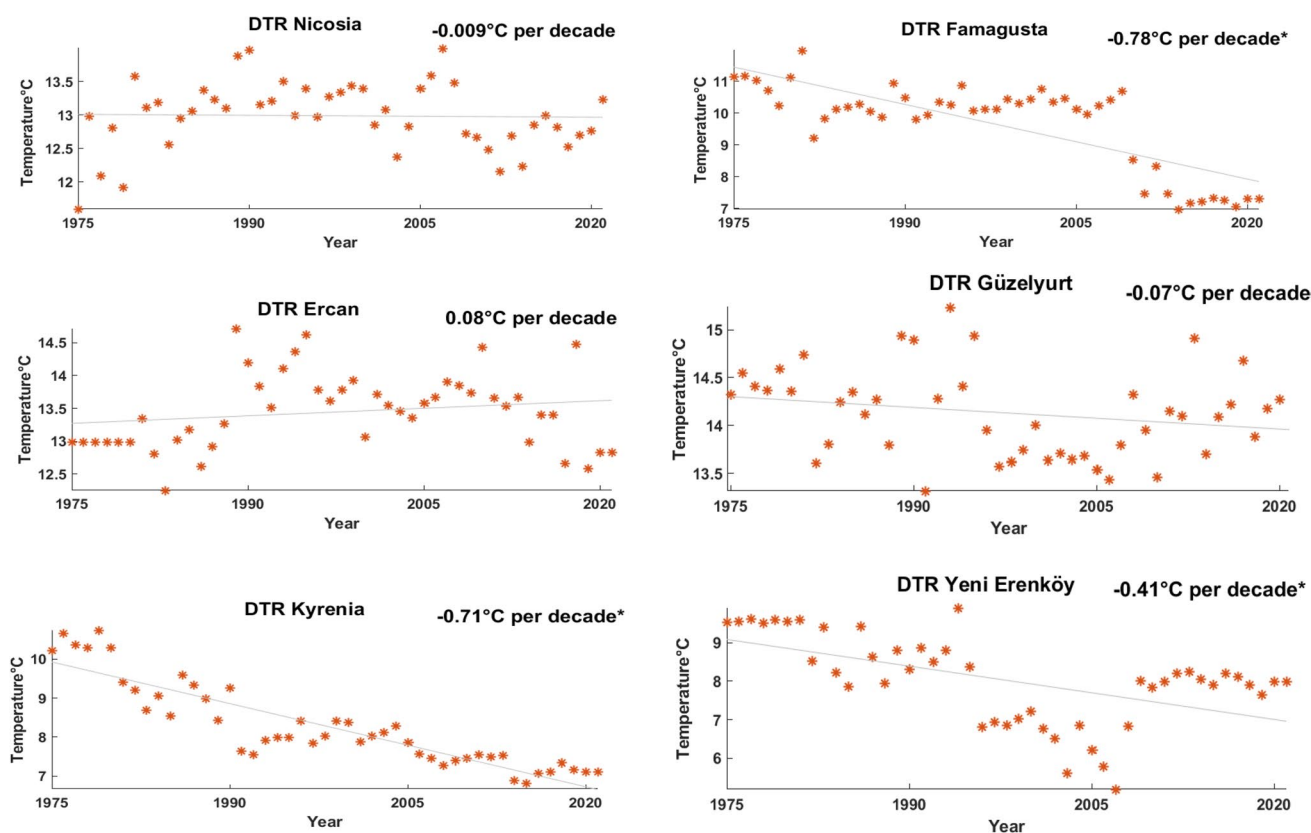 DTR Nicosia
-0.009°C per decade
Temperature°C
13.5
13
12.5
12
1975
1990
2005
2020
Year
DTR Famagusta
-0.78°C per decade*
Temperature°C
11
10
9
8
7
1975
1990
2005
2020
Year
DTR Ercan
0.08°C per decade
Temperature°C
14.5
14
13.5
13
12.5
1975
1990
2005
2020
Year
DTR Güzelyurt
-0.07°C per decade
Temperature°C
15
14.5
14
13.5
1975
1990
2005
2020
Year
DTR Kyrenia
-0.71°C per decade*
Temperature°C
10
9
8
7
1975
1990
2005
2020
Year
DTR Yeni Erenköy
-0.41°C per decade*
Temperature°C
9
8
7
6
1975
1990
2005
2020
Year